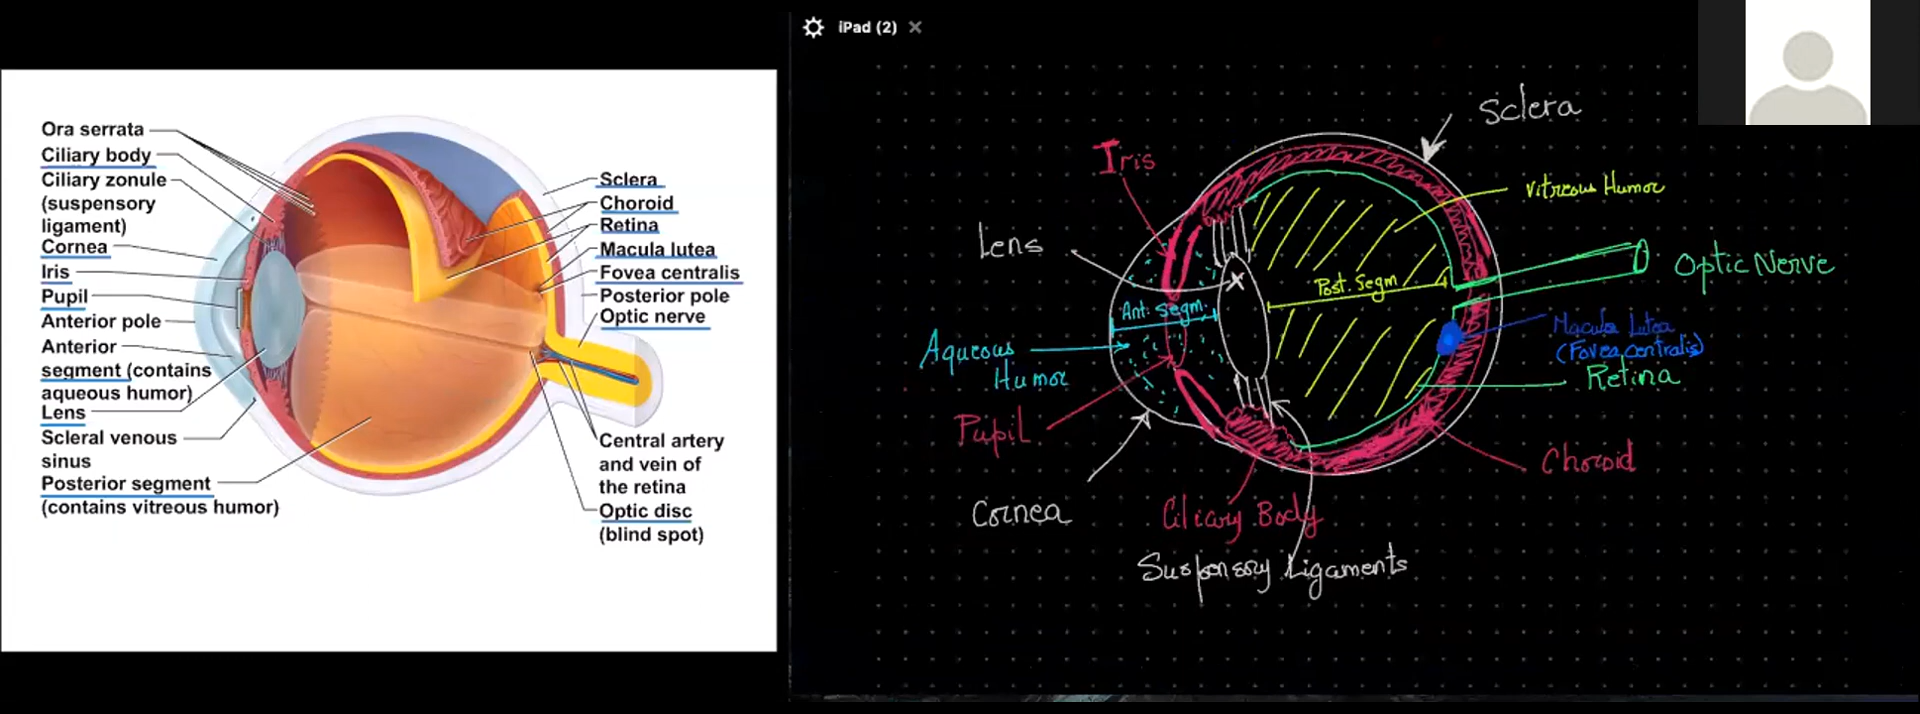 Ora serrata
Ciliary body
Ciliary zonule
(suspensory
ligament)
Cornea
Iris
Pupil
Anterior pole
Anterior
segment (contains
aqueous humor)
Lens
Scleral venous
sinus
Posterior segment
(contains vitreous humor)
Sclera
Choroid
Retina
Macula lutea
Fovea centralis
Posterior pole
Optic nerve
Central artery
and vein of
the retina
Optic disc
(blind spot)
iPad (2)
Sclera
Iris
Vitreous Humor
Lens
Optic Nerve
Post. Segm
Ant. Segm.
Macula Lutea
(Fovea centralis)
Aqueous
Humor
Retina
Pupil
Choroid
Cornea
Ciliary Body
Suspensory Ligaments